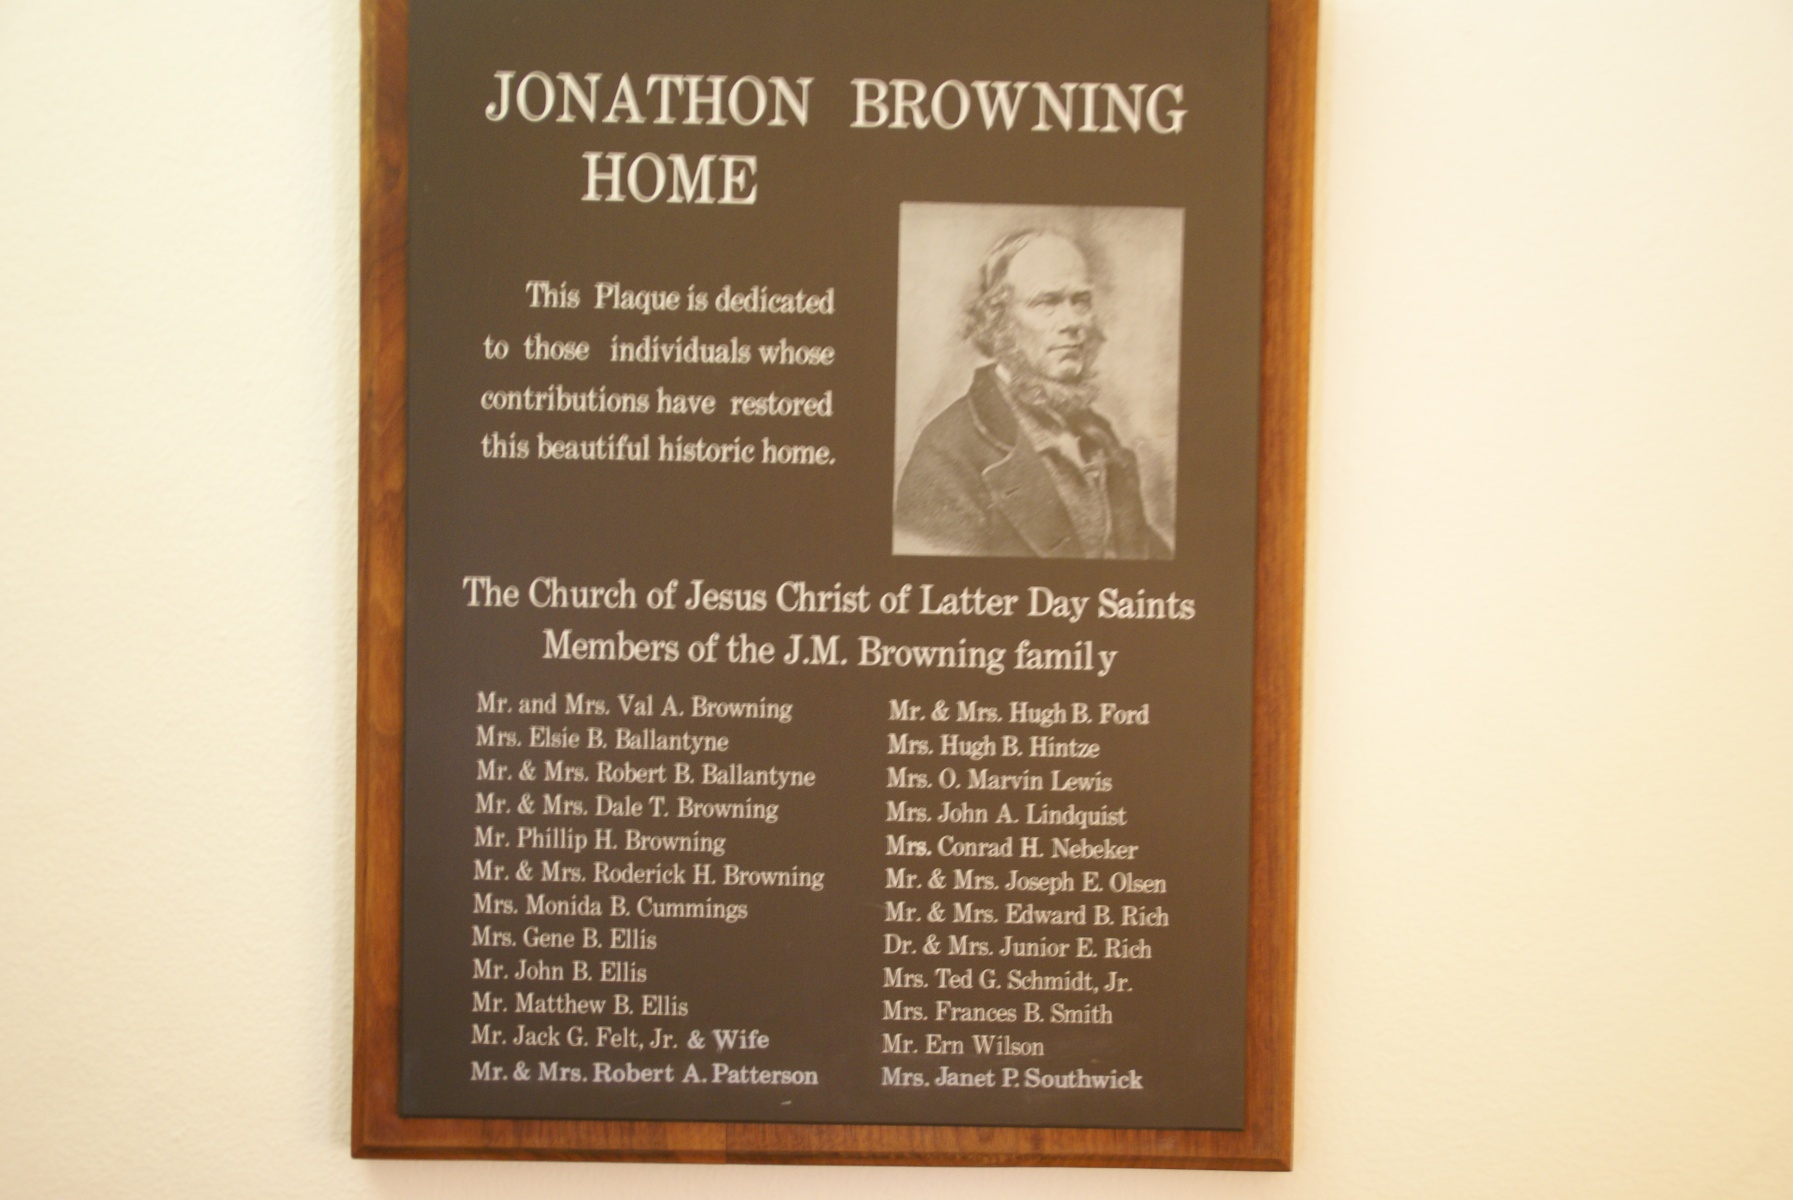 JONATHON BROWNING
HOME
This Plaque is dedicated
to those individuals whose
contributions have restored
this beautiful historic home.
The Church of Jesus Christ of Latter Day Saints
Members of the J.M. Browning family
Mr. and Mrs. Val A. Browning
Mrs. Elsie B. Ballantyne
Mr. & Mrs. Robert B. Ballantyne
Mr. & Mrs. Dale T. Browning
Mr. Phillip H. Browning
Mr. & Mrs. Roderick H. Browning
Mrs. Monida B. Cummings
Mrs. Gene B. Ellis
Mr. John B. Ellis
Mr. Matthew B. Ellis
Mr. Jack G. Felt, Jr. & Wife
Mr. & Mrs. Robert A. Patterson
Mr. & Mrs. Hugh B. Ford
Mrs. Hugh B. Hintze
Mrs. O. Marvin Lewis
Mrs. John A. Lindquist
Mrs. Conrad H. Nebeker
Mr. & Mrs. Joseph E. Olsen
Mr. & Mrs. Edward B. Rich
Dr. & Mrs. Junior E. Rich
Mrs. Ted G. Schmidt, Jr.
Mrs. Frances B. Smith
Mr. Ern Wilson
Mrs. Janet P. Southwick